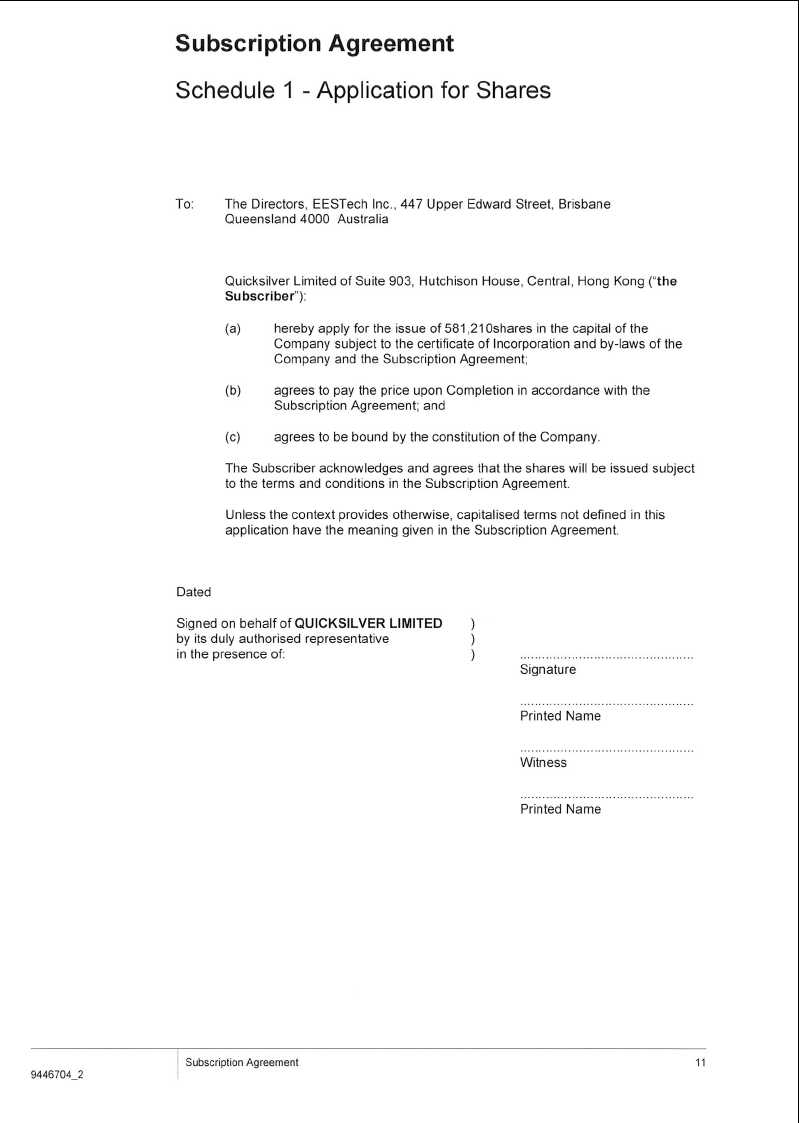 Subscription Agreement
Schedule 1 - Application for Shares
To: The Directors, EESTech Inc., 447 Upper Edward Street, Brisbane
Queensland 4000 Australia
Quicksilver Limited of Suite 903, Hutchison House, Central, Hong Kong (“the
Subscriber”):
(a) hereby apply for the issue of 581,210shares in the capital of the
Company subject to the certificate of Incorporation and by-laws of the
Company and the Subscription Agreement;
(b) agrees to pay the price upon Completion in accordance with the
Subscription Agreement; and
(c) agrees to be bound by the constitution of the Company.
The Subscriber acknowledges and agrees that the shares will be issued subject
to the terms and conditions in the Subscription Agreement.
Unless the context provides otherwise, capitalised terms not defined in this
application have the meaning given in the Subscription Agreement.
Dated
Signed on behalf of QUICKSILVER LIMITED )
by its duly authorised representative )
in the presence of: ) ...............................................
Signature
...............................................
Printed Name
...............................................
Witness
...............................................
Printed Name
Subscription Agreement 11
9446704_2